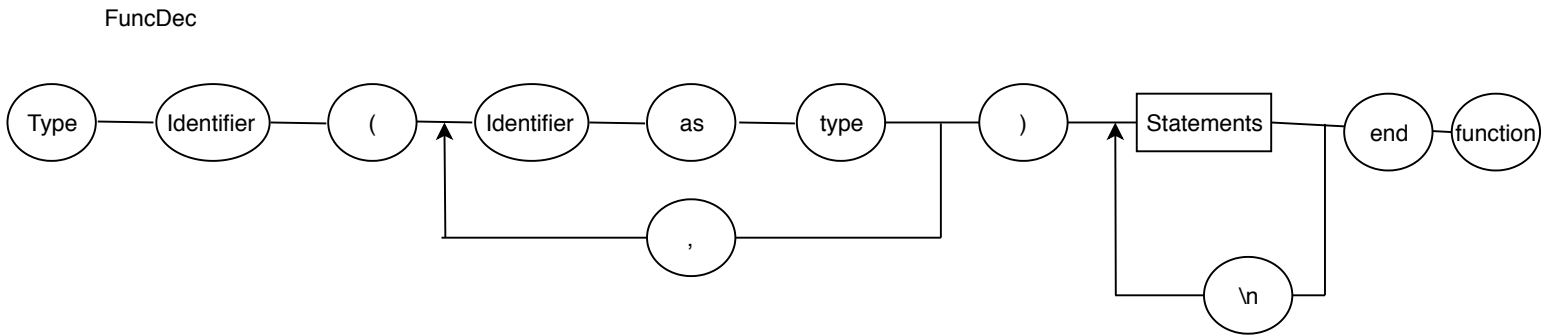 FuncDec
Type Identifier ( Identifier as type ) Statements end function
,
\n